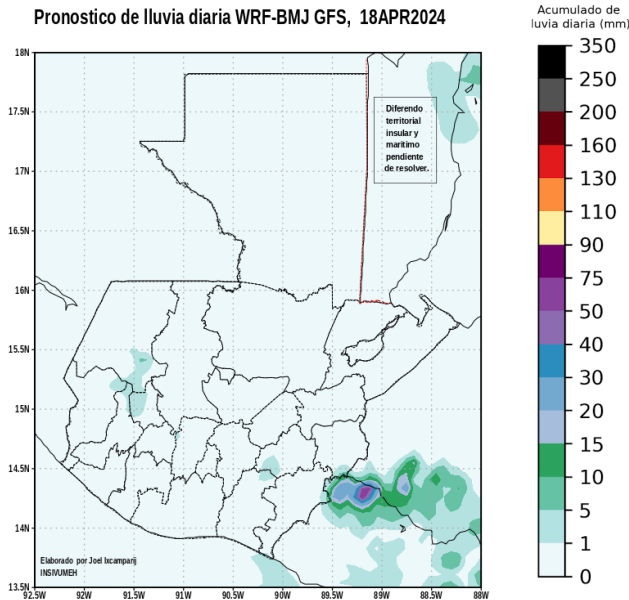 Pronostico de lluvia diaria WRF-BMJ GFS, 18APR2024
Acumulado de
lluvia diaria (mm)
350
250
200
160
130
110
90
75
50
40
30
20
15
10
5
1
0
18N
17.5N
17N
16.5N
16N
15.5N
15N
14.5N
14N
13.5N
Diferendo
territorial
insular y
maritimo
pendiente
de resolver.
Elaborado por Joel Ixcamparij
INSIVUMEH
92.5W
92W
91.5W
91W
90.5W
90W
89.5W
89W
88.5W
88W